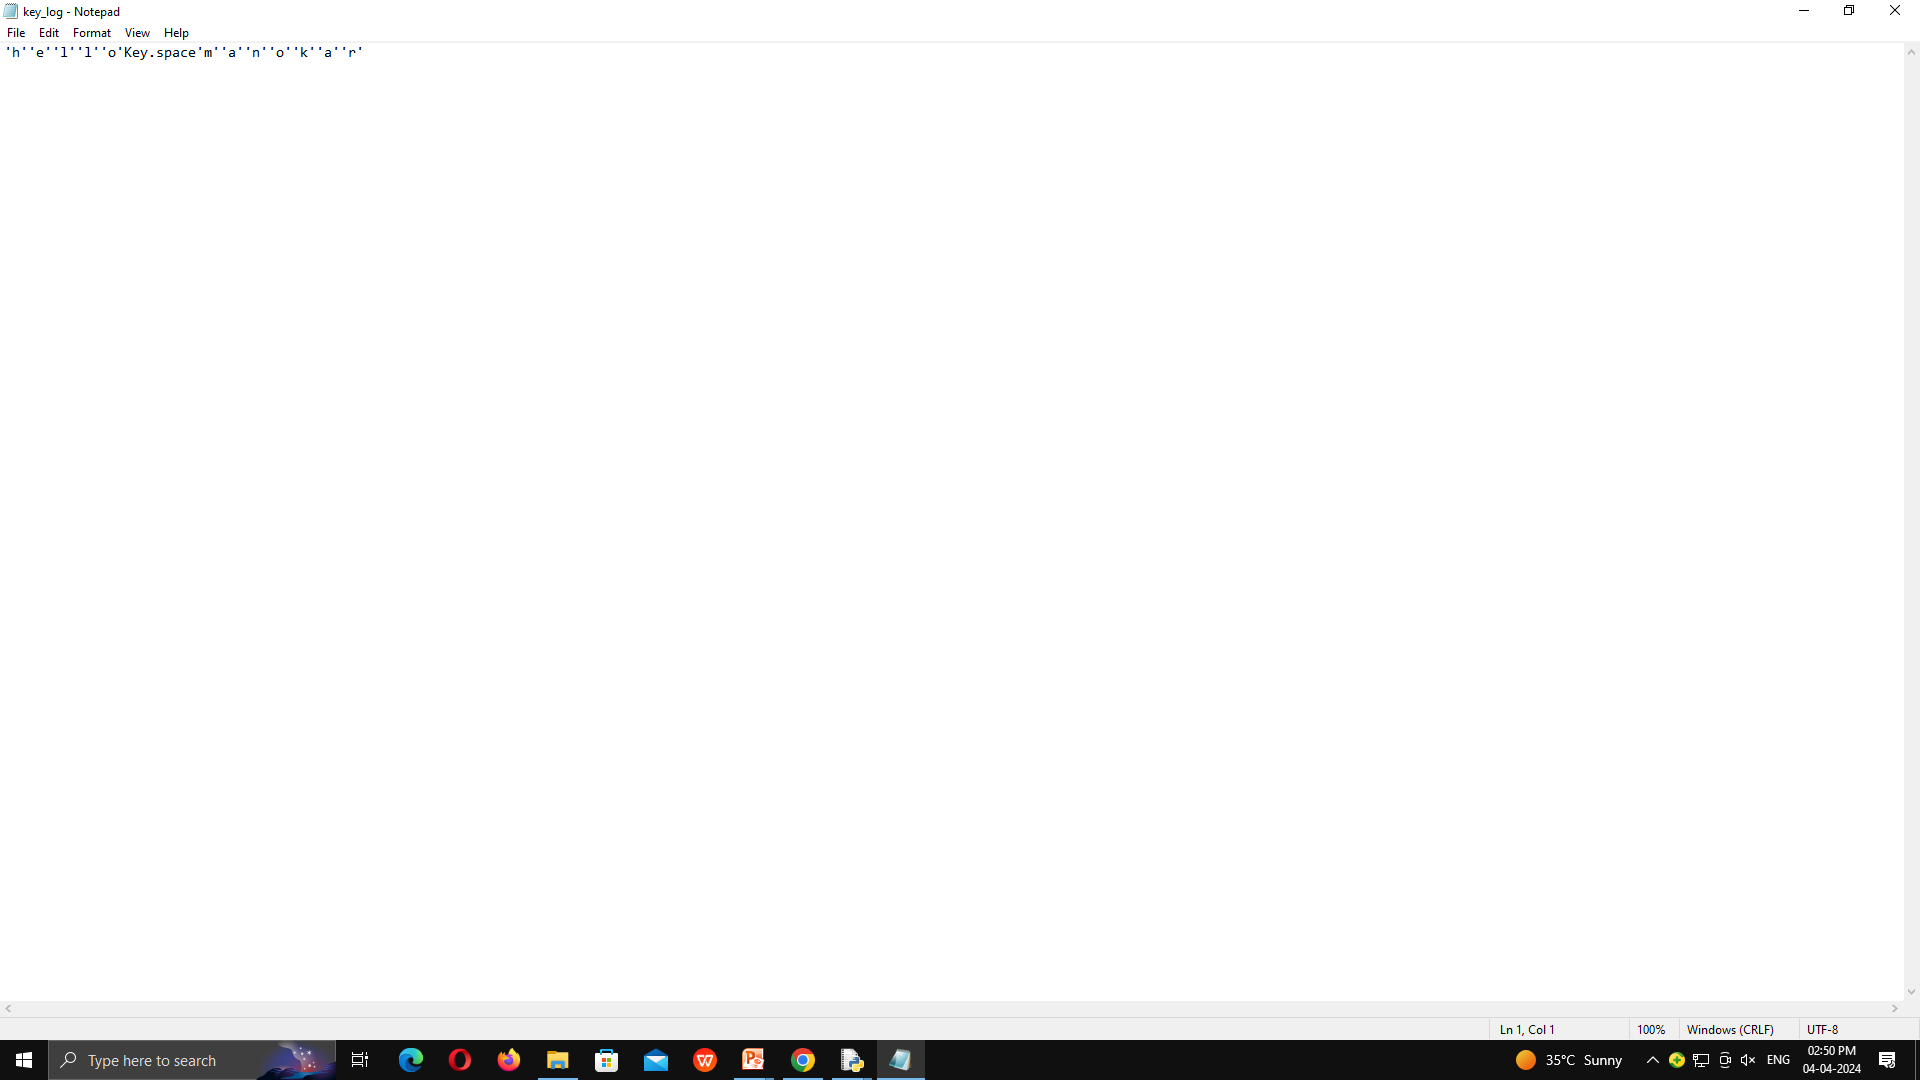 key_log - Notepad
File Edit Format View Help
'h''e''l''l''o'Key.space'm''a''n''o''k''a''r'
Ln 1, Col 1 100% Windows (CRLF) UTF-8
Type here to search 35°C Sunny ENG 02:50 PM
04-04-2024